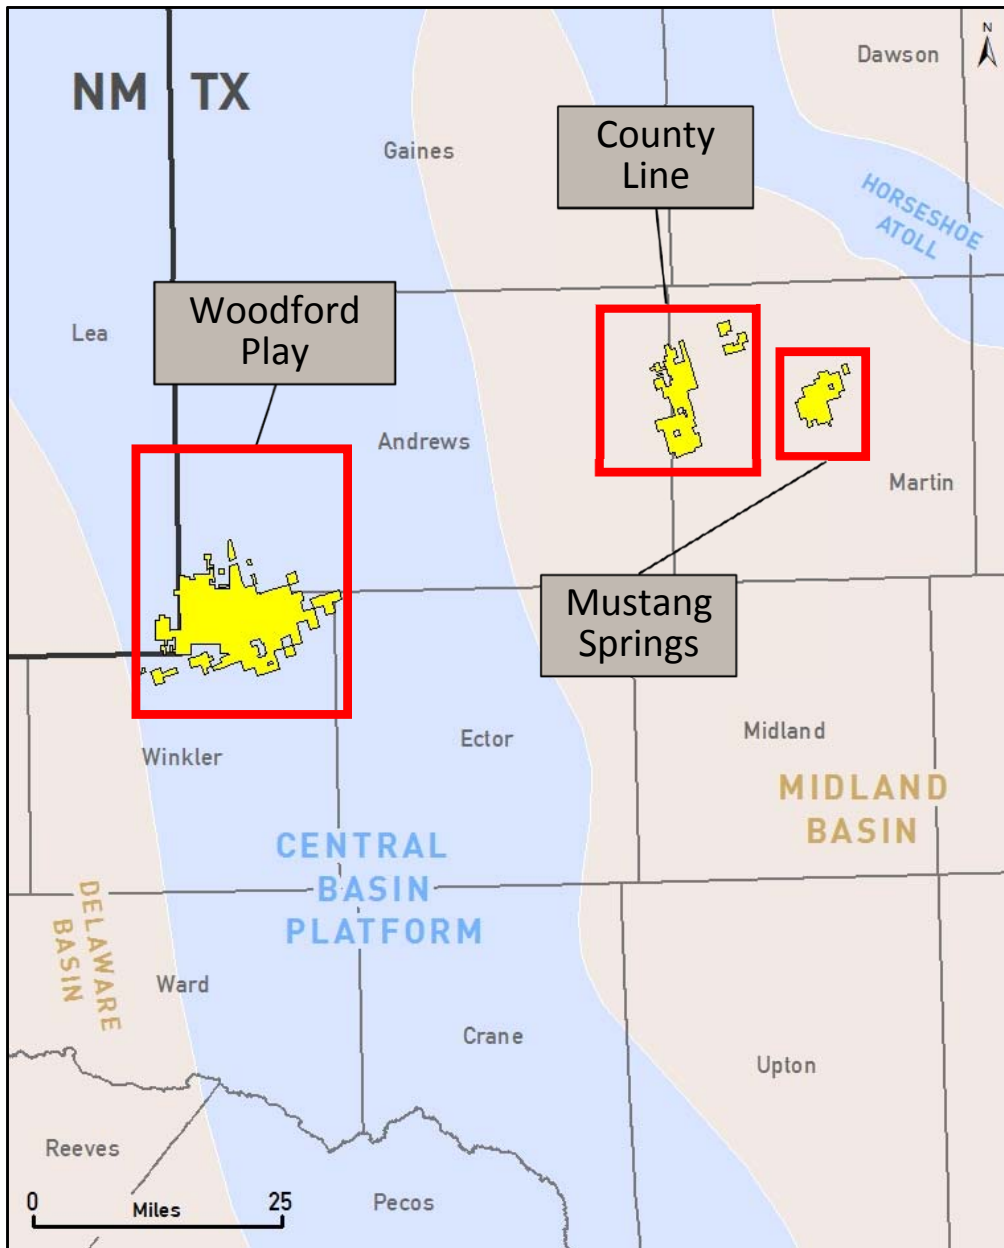 N
Dawson
NM TX
County
Line
Gaines
HORSESHOE
ATOLL
Woodford
Play
Lea
Andrews
Martin
Mustang
Springs
Winkler
Ector
Midland
MIDLAND
BASIN
CENTRAL
BASIN
PLATFORM
DELAWARE
BASIN
Ward
Crane
Upton
Reeves
Pecos
0 Miles 25